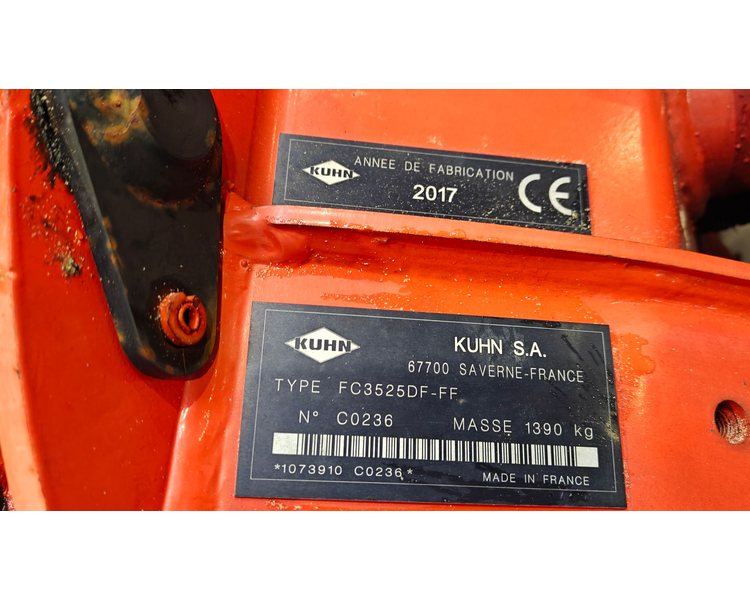 KUHN
ANNEE DE FABRICATION
2017
CE
KUHN
KUHN S.A.
67700 SAVERNE-FRANCE
TYPE FC3525DF-FF
N° C0236 MASSE 1390 kg
*1073910 C0236*
MADE IN FRANCE